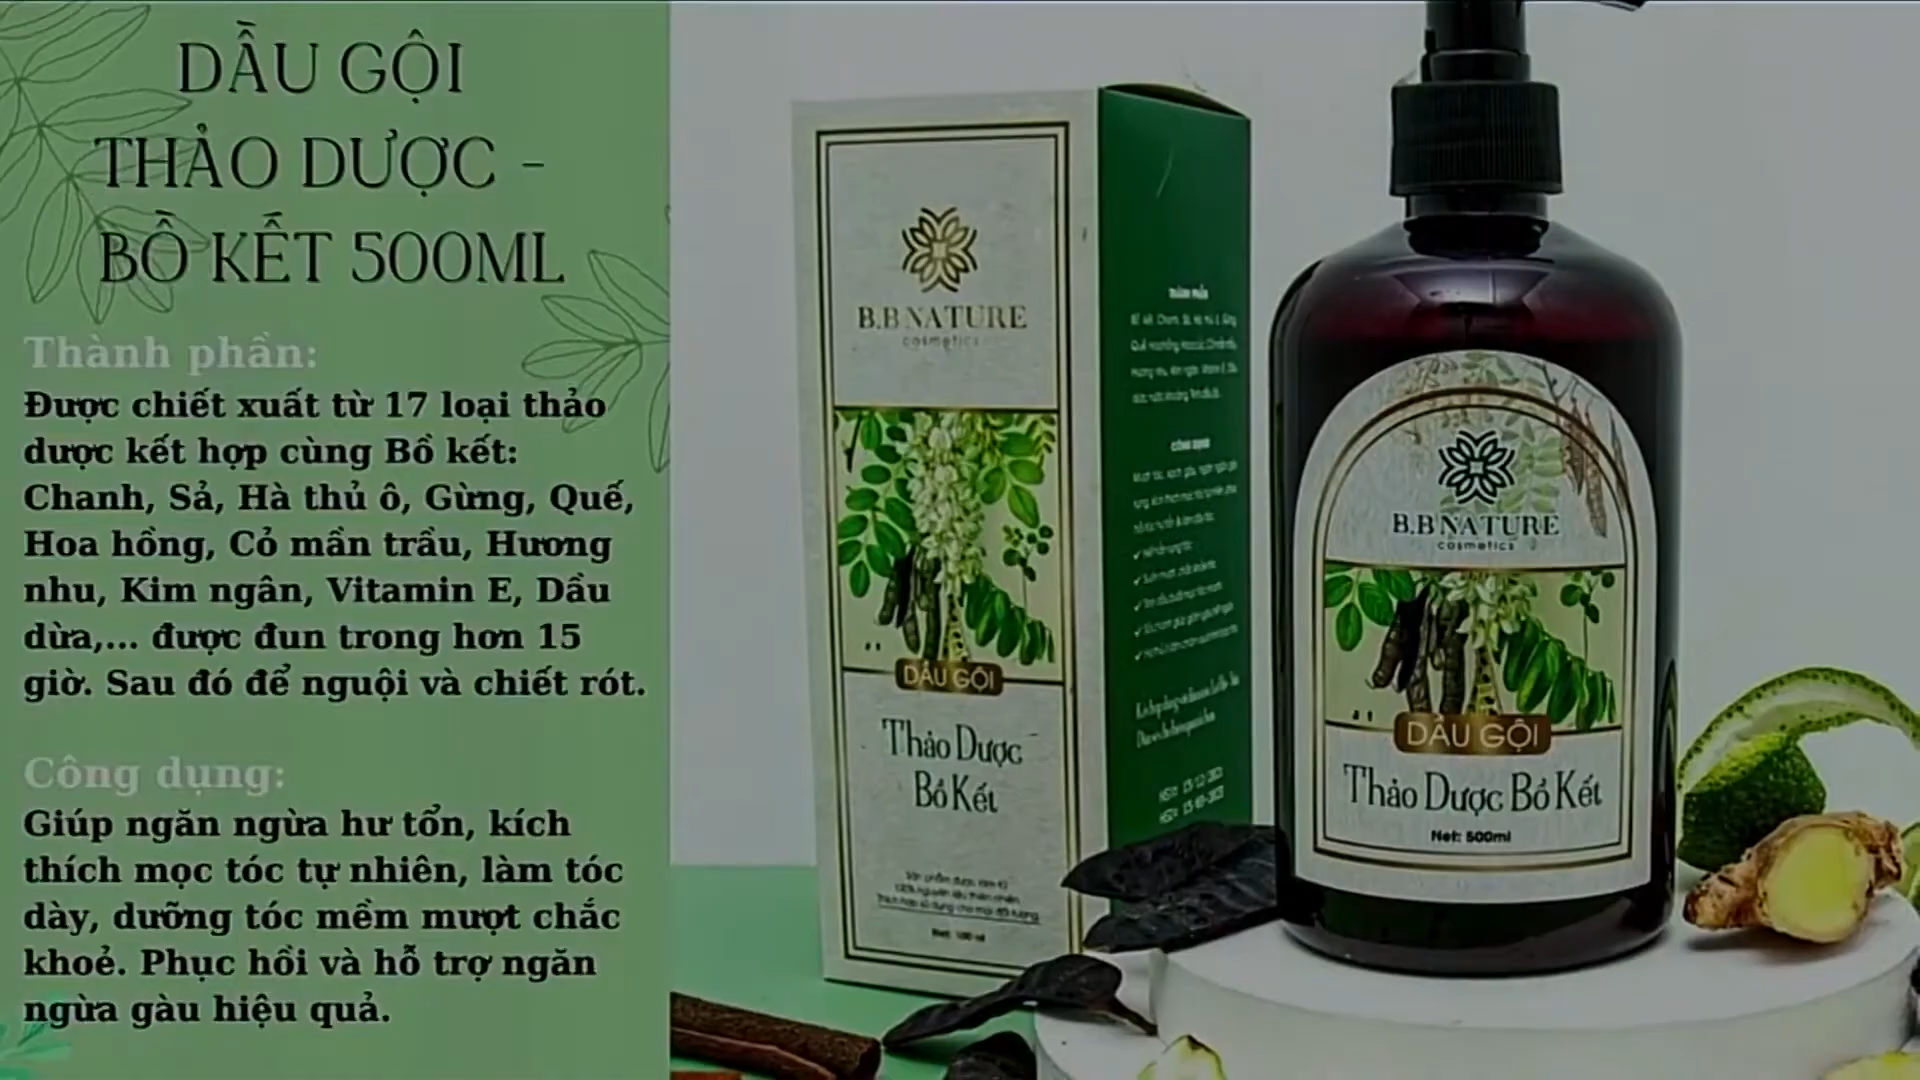 DẦU GỘI
THẢO DƯỢC -
BỒ KẾT 500ML
Thành phần:
Được chiết xuất từ 17 loại thảo
dược kết hợp cùng Bồ kết:
Chanh, Sả, Hà thủ ô, Gừng, Quế,
Hoa hồng, Cỏ mần trầu, Hương
nhu, Kim ngân, Vitamin E, Dầu
dừa,... được đun trong hơn 15
giờ. Sau đó để nguội và chiết rót.
Công dụng:
Giúp ngăn ngừa hư tổn, kích
thích mọc tóc tự nhiên, làm tóc
dày, dưỡng tóc mềm mượt chắc
khoẻ. Phục hồi và hỗ trợ ngăn
ngừa gàu hiệu quả.
B.B NATURE
cosmetics
DẦU GỘI
Thảo Dược
Bồ Kết
THÀNH PHẦN
CÔNG DỤNG
B.B NATURE
cosmetics
DẦU GỘI
Thảo Dược Bồ Kết
Net: 500ml